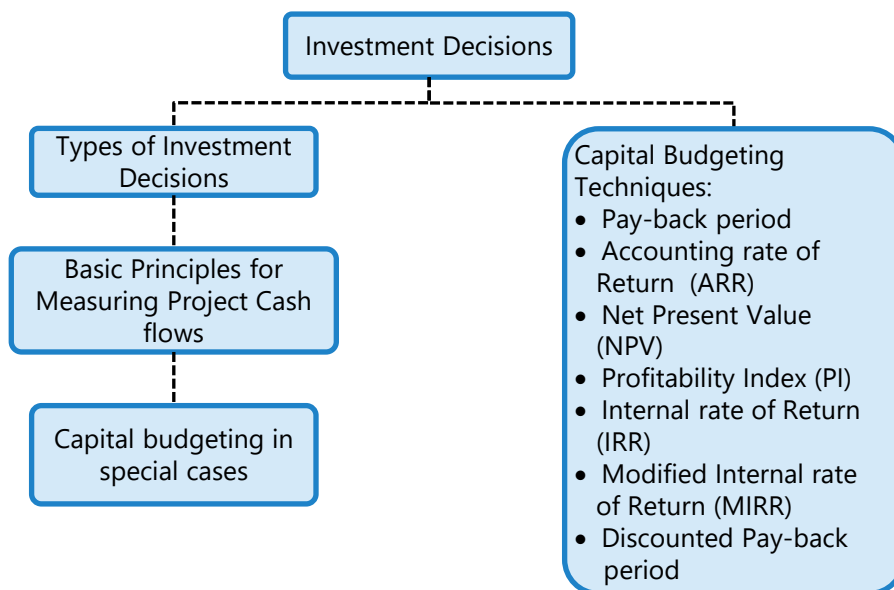 Investment Decisions
Types of Investment
Decisions
Basic Principles for
Measuring Project Cash
flows
Capital budgeting in
special cases
Capital Budgeting
Techniques:
• Pay-back period
• Accounting rate of
Return (ARR)
• Net Present Value
(NPV)
• Profitability Index (PI)
• Internal rate of Return
(IRR)
• Modified Internal rate
of Return (MIRR)
• Discounted Pay-back
period